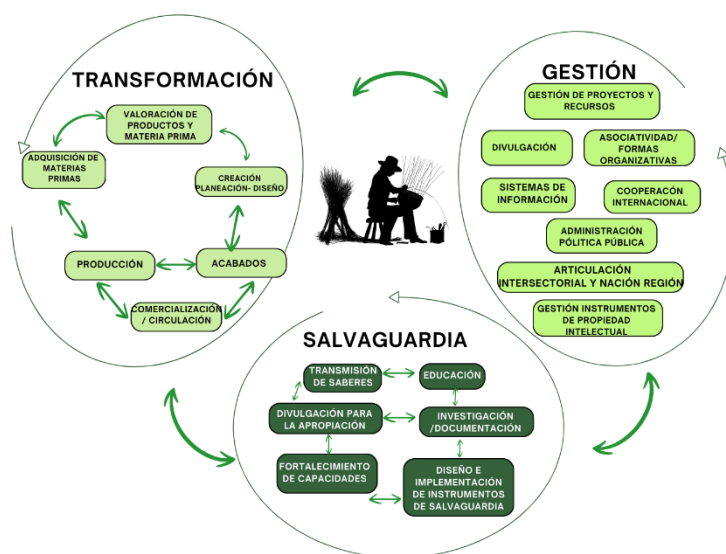 TRANSFORMACIÓN
VALORACIÓN DE
PRODUCTOS Y
MATERIA PRIMA
ADQUISICIÓN DE
MATERIAS
PRIMAS
CREACIÓN
PLANEACIÓN- DISEÑO
PRODUCCIÓN
ACABADOS
COMERCIALIZACIÓN
/ CIRCULACIÓN
GESTIÓN
GESTIÓN DE PROYECTOS Y
RECURSOS
DIVULGACIÓN
ASOCIATIVIDAD/
FORMAS
ORGANIZATIVAS
SISTEMAS DE
INFORMACIÓN
COOPERACÓN
INTERNACIONAL
ADMINISTRACIÓN
PÓLITICA PÚBLICA
ARTICULACIÓN
INTERSECTORIAL Y NACIÓN REGIÓN
GESTIÓN INSTRUMENTOS
DE PROPIEDAD
INTELECTUAL
SALVAGUARDIA
TRANSMISIÓN
DE SABERES
EDUCACIÓN
DIVULGACIÓN PARA
LA APROPIACIÓN
INVESTIGACIÓN
/DOCUMENTACIÓN
FORTALECIMIENTO
DE CAPACIDADES
DISEÑO E
IMPLEMENTACIÓN
DE INSTRUMENTOS
DE SALVAGUARDIA